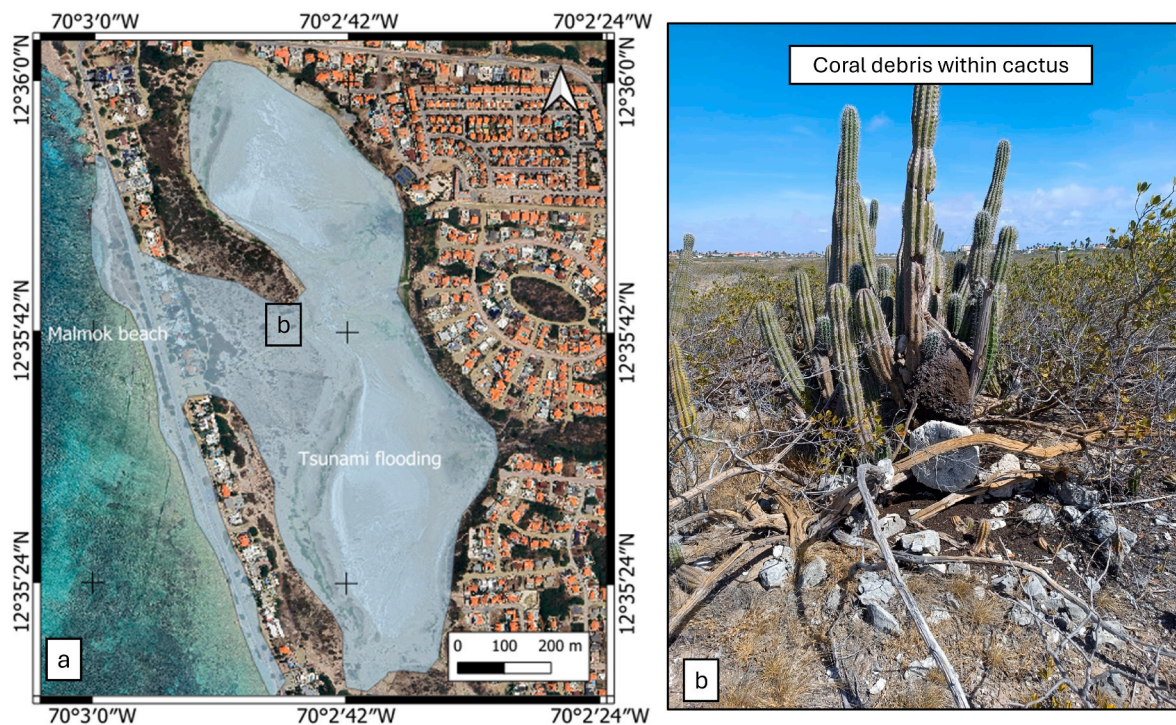 70°3′0″W 70°2′42″W 70°2′24″W
12°36′0″N 12°36′0″N
12°35′42″N 12°35′42″N
12°35′24″N 12°35′24″N
Malmok beach
b
Tsunami flooding
a
0 100 200 m
70°3′0″W 70°2′42″W 70°2′24″W
Coral debris within cactus
b